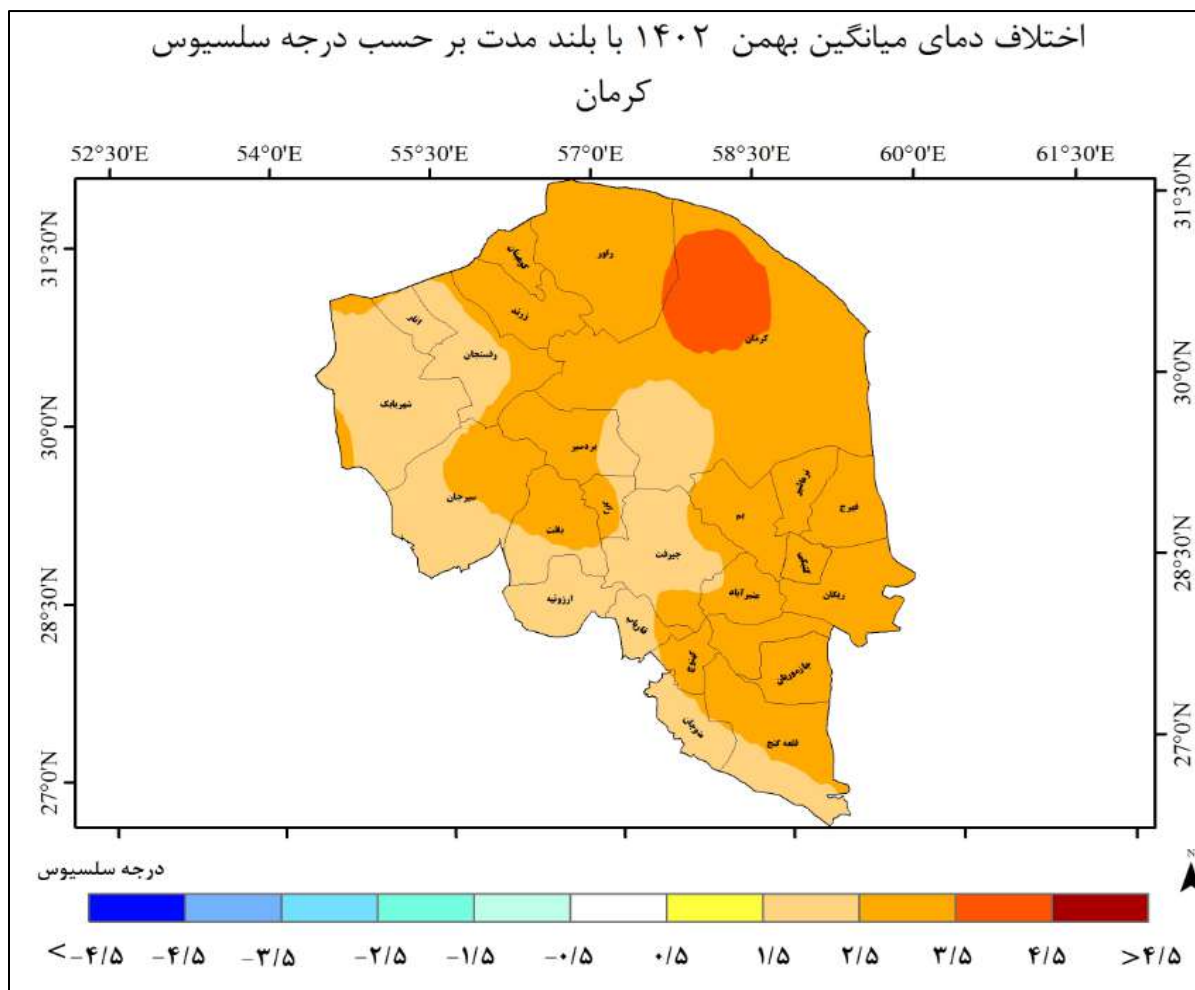 اختلاف دمای میانگین بهمن ۱۴۰۲ با بلند مدت بر حسب درجه سلسیوس
کرمان
52°30'E 54°0'E 55°30'E 57°0'E 58°30'E 60°0'E 61°30'E
31°30'N
31°30'N
30°0'N
30°0'N
28°30'N
28°30'N
27°0'N
27°0'N
راور
کوهبنان
زرند
انار
رفسنجان
کرمان
شهربابک
بردسیر
سیرجان
بافت
رابر
بم
نرماشیر
فهرج
جیرفت
گنبکی
ریگان
عنبرآباد
ارزوئیه
فاریاب
کهنوج
جازموریان
منوجان
قلعه گنج
N
درجه سلسیوس
<-۴/۵ -۴/۵ -۳/۵ -۲/۵ -۱/۵ -۰/۵ ۰/۵ ۱/۵ ۲/۵ ۳/۵ ۴/۵ >۴/۵